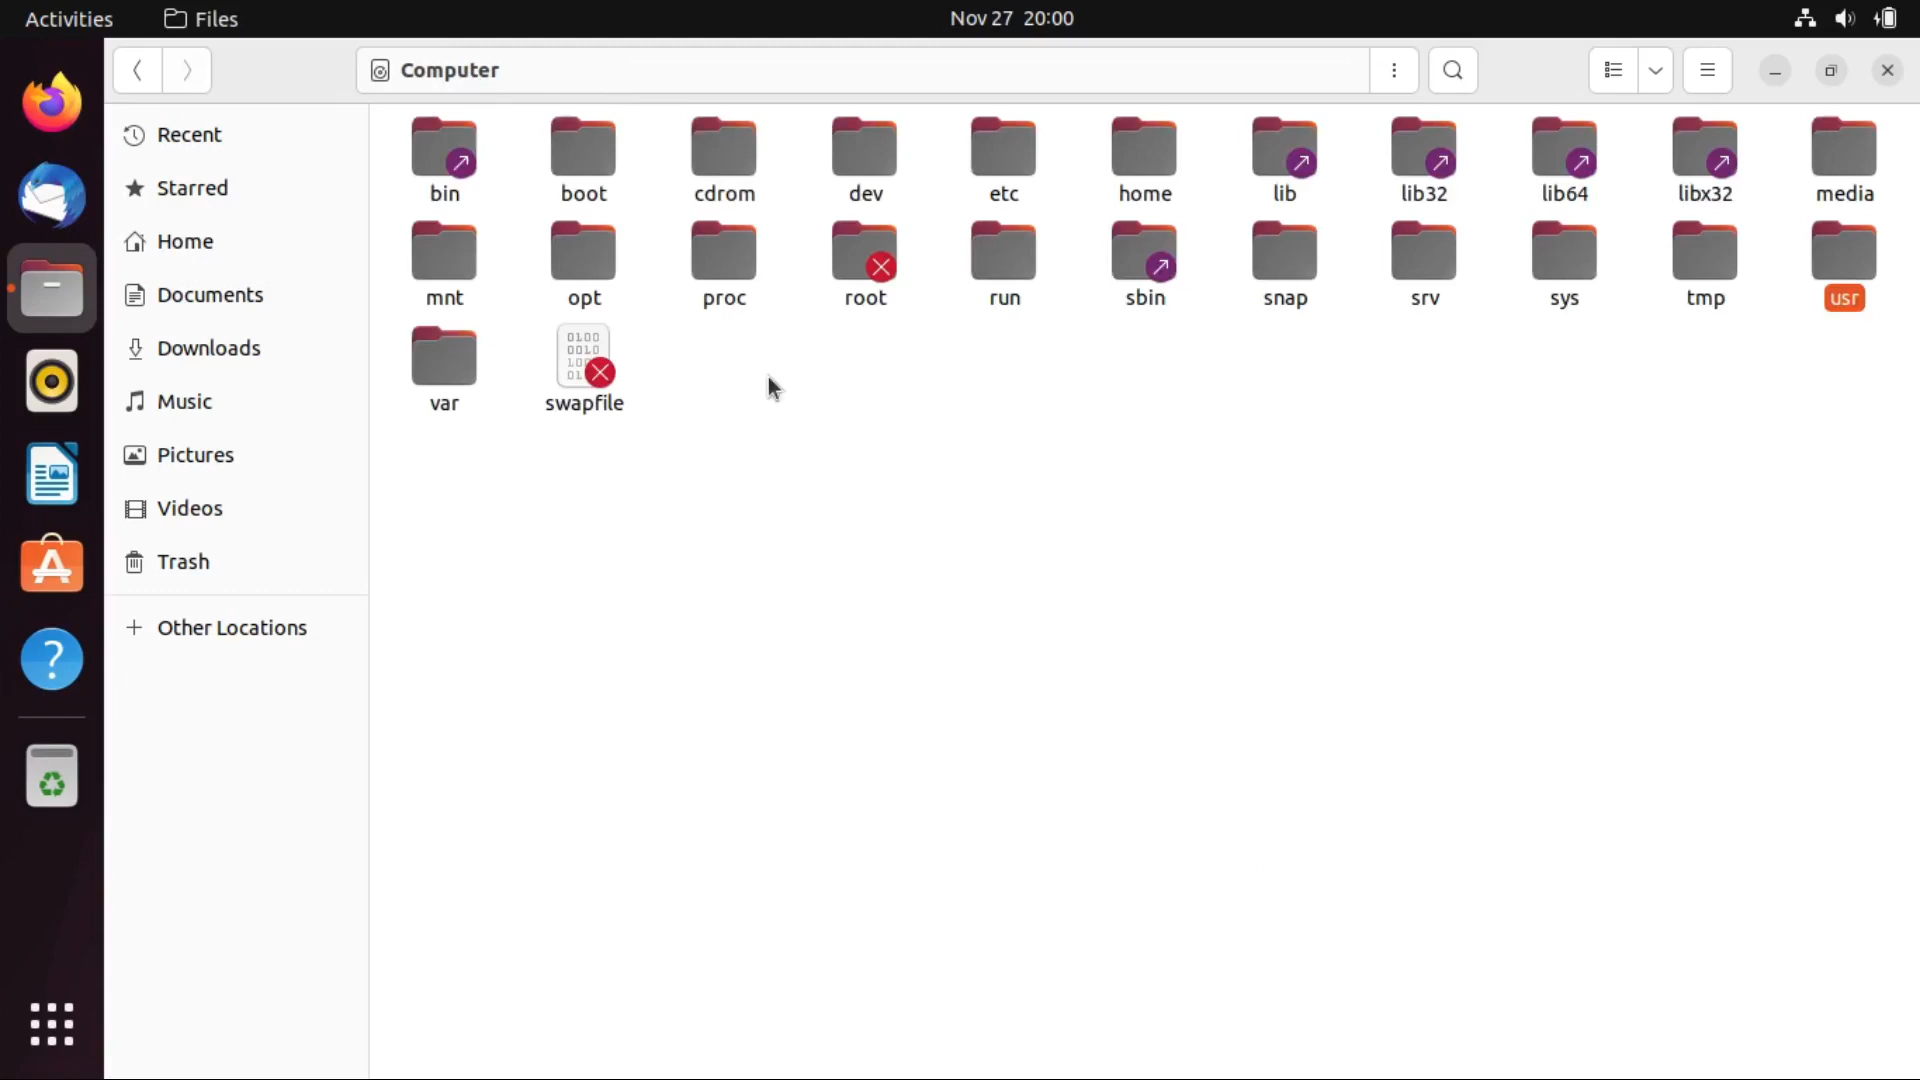 Activities Files Nov 27 20:00
Computer
Recent
Starred
Home
Documents
Downloads
Music
Pictures
Videos
Trash
Other Locations
bin boot cdrom dev etc home lib lib32 lib64 libx32 media
mnt opt proc root run sbin snap srv sys tmp usr
var swapfile